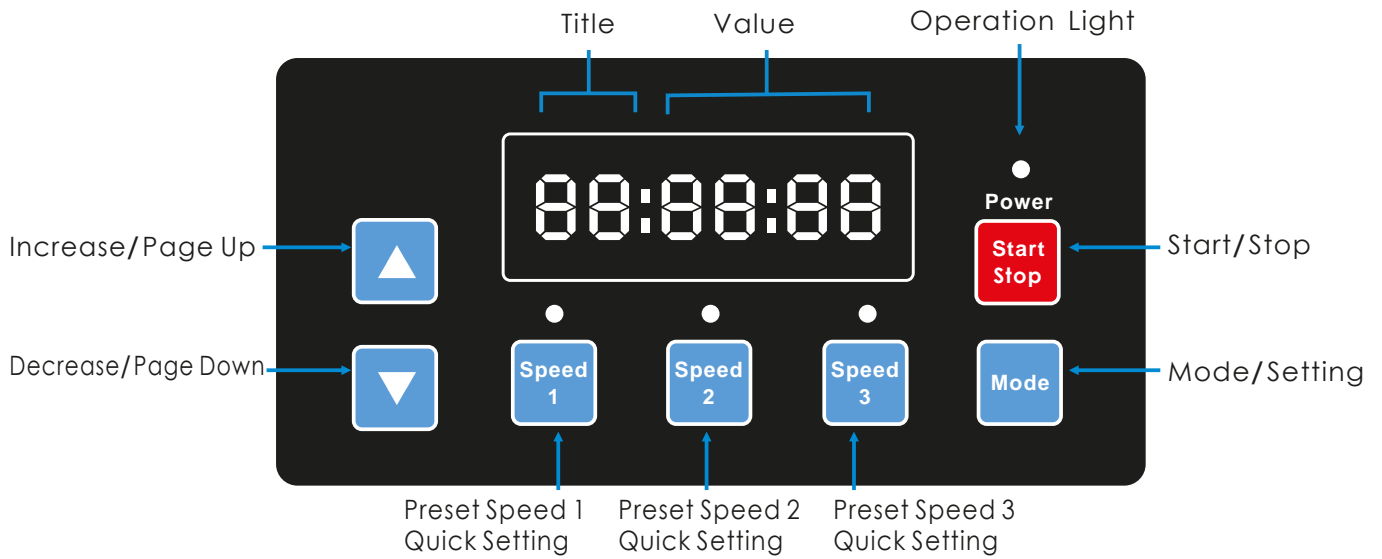 Title
Value
Operation Light
88:88:88
Power
Increase/Page Up
Start
Stop
Start/Stop
Decrease/Page Down
Speed
1
Speed
2
Speed
3
Mode
Mode/Setting
Preset Speed 1
Quick Setting
Preset Speed 2
Quick Setting
Preset Speed 3
Quick Setting